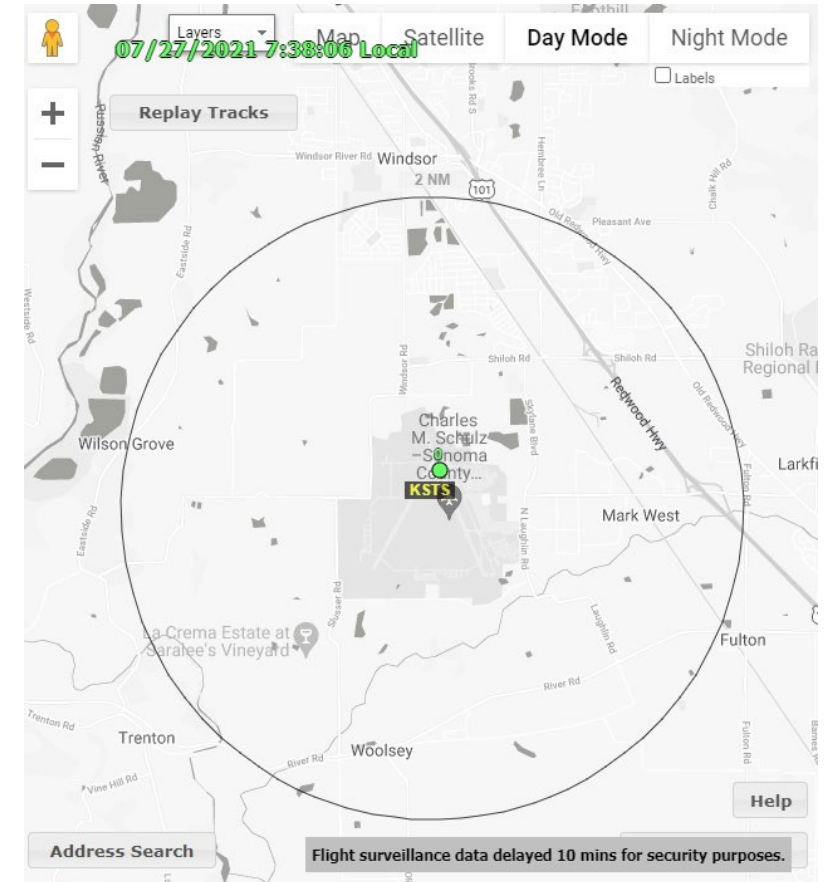 Foothill
Layers
Map
Satellite
Day Mode
Night Mode
07/27/2021 7:38:06 Local
Labels
Replay Tracks
Russian River
Brooks Rd S
Windsor River Rd
Windsor
Hembree Ln
Chalk Hill Rd
2 NM
101
Old Redwood Hwy
Pleasant Ave
Eastside Rd
Westside Rd
Windsor Rd
Shiloh Rd
Shiloh Rd
Shiloh Ra
Regional
Redwood Hwy
Old Redwood Hwy
Skylane Blvd
Charles
M. Schulz
–Sonoma
County...
Wilson Grove
Larkfi
Fulton Rd
KSTS
Mark West
Eastside Rd
N Laughlin Rd
Slusser Rd
Laughlin Rd
La Crema Estate at
Saralee's Vineyard
Fulton
River Rd
Trenton Rd
Trenton
Woolsey
Fulton Rd
Barnes
River Rd
Vine Hill Rd
Help
Address Search
Flight surveillance data delayed 10 mins for security purposes.